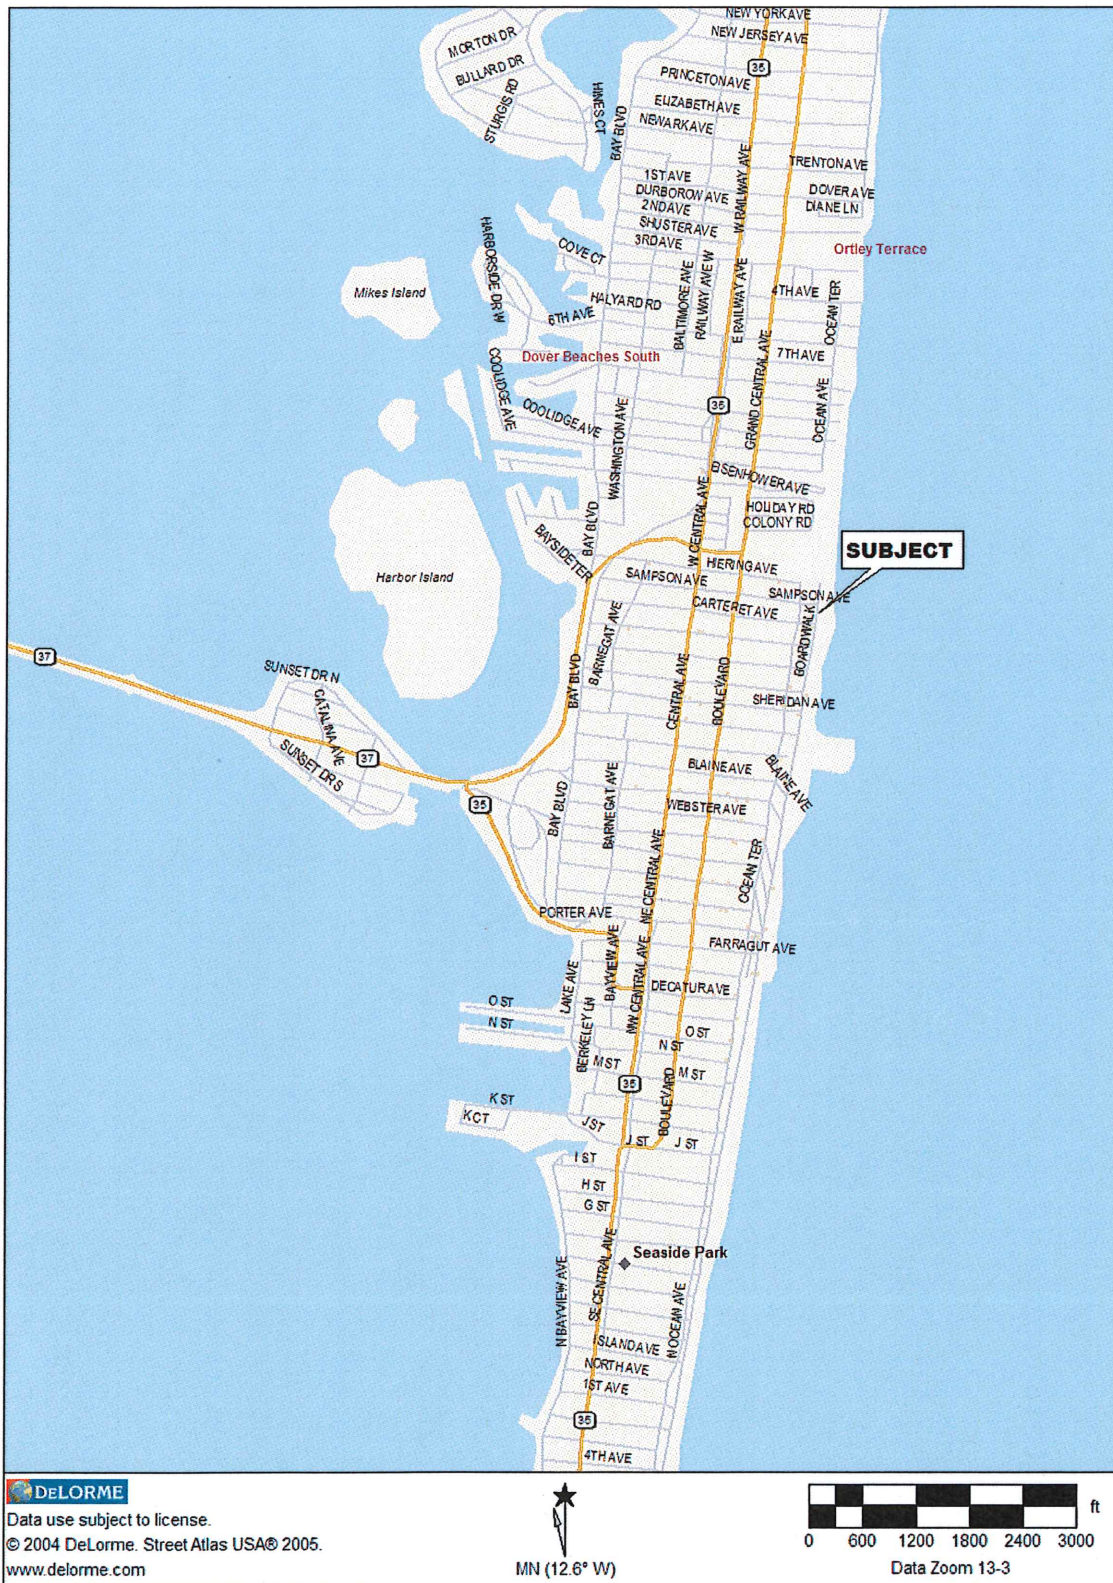 NEW YORK AVE
NEW JERSEY AVE
MORTON DR
BULLARD DR
STURGIS RD
HINES CT
BAY BLVD
35
PRINCETON AVE
ELIZABETH AVE
NEWARK AVE
W RAILWAY AVE
TRENTON AVE
1ST AVE
DURBOROW AVE
2ND AVE
SHUSTER AVE
3RD AVE
DOVER AVE
DIANE LN
Ortley Terrace
HARBORSIDE DR W
COVE CT
Mikes Island
HALYARD RD
6TH AVE
BALTIMORE AVE
RAILWAY AVE W
E RAILWAY AVE
4TH AVE
OCEAN TER
Dover Beaches South
7TH AVE
COOLIDGE AVE
COOLIDGE AVE
WASHINGTON AVE
35
GRAND CENTRAL AVE
OCEAN AVE
EISENHOWER AVE
HOLIDAY RD
COLONY RD
BAYSIDE TER
BAY BLVD
W CENTRAL AVE
SUBJECT
Harbor Island
HIERING AVE
SAMPSON AVE
SAMPSON AVE
CARTERET AVE
BARNEGAT AVE
BOARDWALK
37
SUNSET DR N
CATALINA AVE
SUNSET DR S
37
BAY BLVD
CENTRAL AVE
BOULEVARD
SHERIDAN AVE
BLAINE AVE
BLAINE AVE
35
BAY BLVD
BARNEGAT AVE
WEBSTER AVE
NE CENTRAL AVE
OCEAN TER
PORTER AVE
FARRAGUT AVE
LAKE AVE
BAYVIEW AVE
NW CENTRAL AVE
DECATUR AVE
O ST
N ST
BERKELEY LN
O ST
N ST
M ST
M ST
35
BOULEVARD
K ST
K CT
J ST
J ST
J ST
I ST
H ST
G ST
Seaside Park
SE CENTRAL AVE
N BAYVIEW AVE
N OCEAN AVE
ISLAND AVE
NORTH AVE
1ST AVE
35
4TH AVE
DELORME
Data use subject to license.
© 2004 DeLorme. Street Atlas USA® 2005.
www.delorme.com
MN (12.6° W)
ft
0 600 1200 1800 2400 3000
Data Zoom 13-3